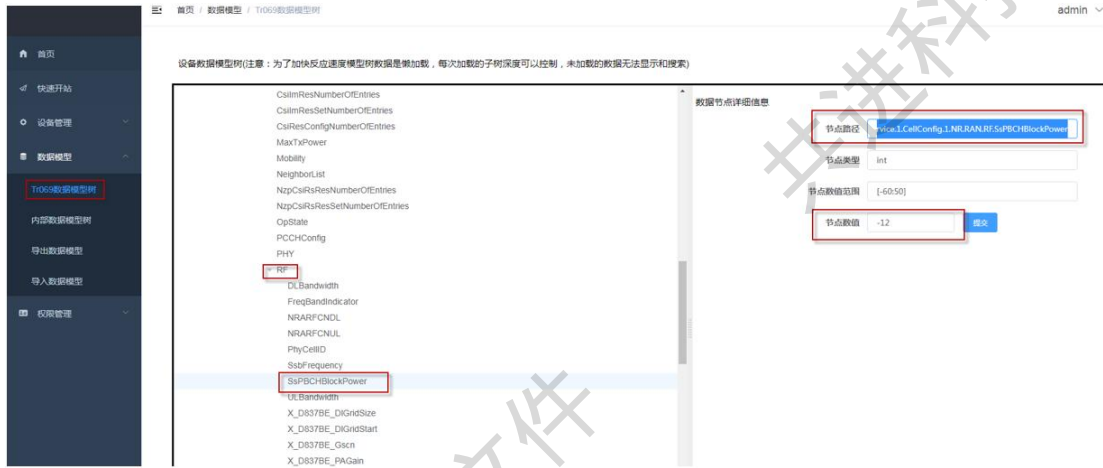 首页 / 数据模型 / Tr069数据模型树
admin
首页
快速开站
设备管理
数据模型
Tr069数据模型树
内部数据模型树
导出数据模型
导入数据模型
权限管理
设备数据模型树(注意：为了加快反应速度模型树数据是懒加载，每次加载的子树深度可以控制，未加载的数据无法显示和搜索)
CsiImResNumberOfEntries
CsiImResSetNumberOfEntries
CsiResConfigNumberOfEntries
MaxTxPower
Mobility
NeighborList
NzpCsiRsResNumberOfEntries
NzpCsiRsResSetNumberOfEntries
OpState
PCCHConfig
PHY
RF
DLBandwidth
FreqBandIndicator
NRARFCNDL
NRARFCNUL
PhyCellID
SsbFrequency
SsPBCHBlockPower
ULBandwidth
X_D837BE_DlGridSize
X_D837BE_DlGridStart
X_D837BE_Gscn
X_D837BE_PAGain
数据节点详细信息
节点路径 rvice.1.CellConfig.1.NR.RAN.RF.SsPBCHBlockPower
节点类型 int
节点数值范围 [-60:50]
节点数值 -12 提交
共进科
文件